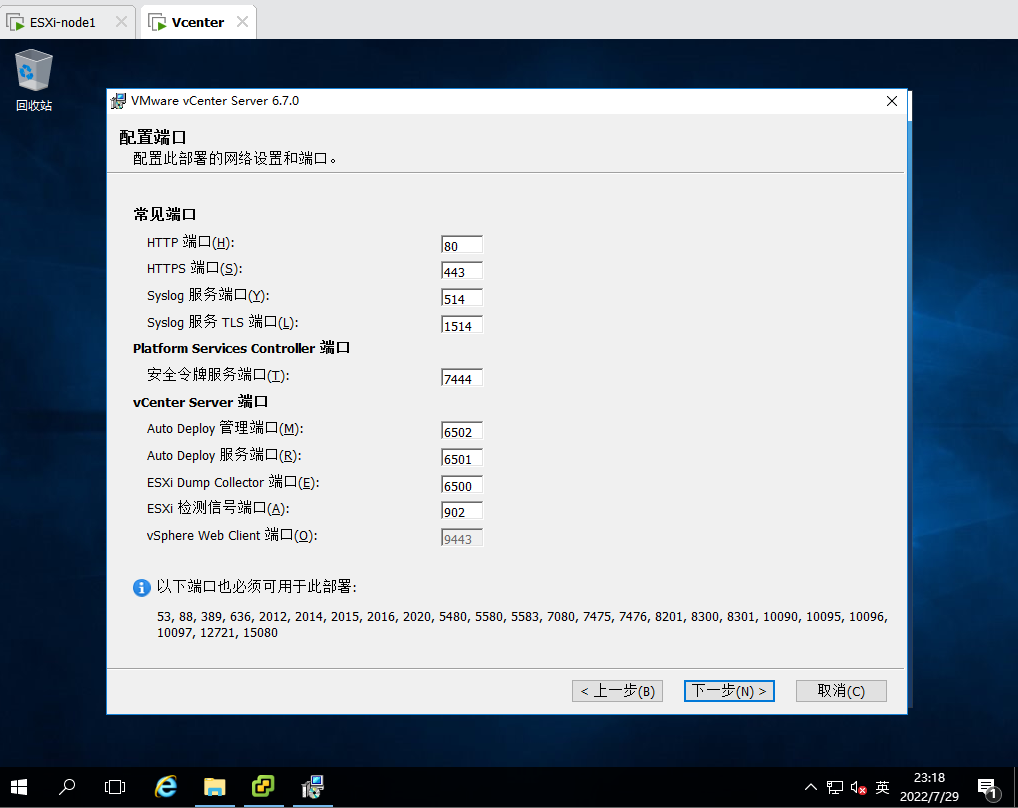 ESXi-node1
Vcenter
回收站
VMware vCenter Server 6.7.0
配置端口
配置此部署的网络设置和端口。
常见端口
HTTP 端口(H): 80
HTTPS 端口(S): 443
Syslog 服务端口(Y): 514
Syslog 服务 TLS 端口(L): 1514
Platform Services Controller 端口
安全令牌服务端口(T): 7444
vCenter Server 端口
Auto Deploy 管理端口(M): 6502
Auto Deploy 服务端口(R): 6501
ESXi Dump Collector 端口(E): 6500
ESXi 检测信号端口(A): 902
vSphere Web Client 端口(O): 9443
以下端口也必须可用于此部署:
53, 88, 389, 636, 2012, 2014, 2015, 2016, 2020, 5480, 5580, 5583, 7080, 7475, 7476, 8201, 8300, 8301, 10090, 10095, 10096,
10097, 12721, 15080
< 上一步(B) 下一步(N) > 取消(C)
英
23:18
2022/7/29
1